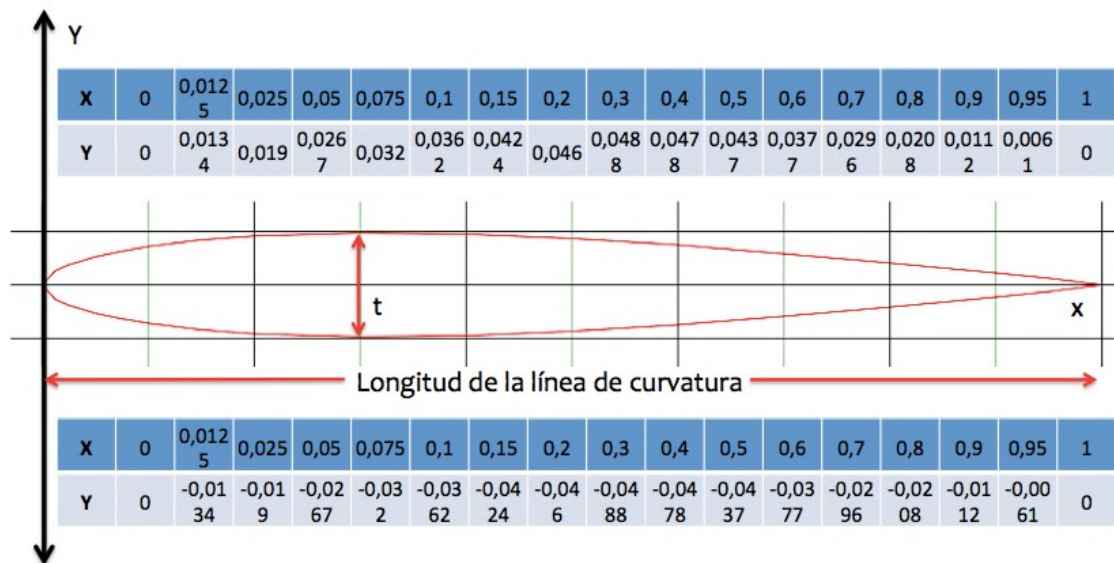 Y
X 0 0,0125 0,025 0,05 0,075 0,1 0,15 0,2 0,3 0,4 0,5 0,6 0,7 0,8 0,9 0,95 1
Y 0 0,0134 0,019 0,0267 0,032 0,0362 0,0424 0,046 0,0488 0,0478 0,0437 0,0377 0,0296 0,0208 0,0112 0,0061 0
t
X
Longitud de la línea de curvatura
X 0 0,0125 0,025 0,05 0,075 0,1 0,15 0,2 0,3 0,4 0,5 0,6 0,7 0,8 0,9 0,95 1
Y 0 -0,0134 -0,019 -0,0267 -0,032 -0,0362 -0,0424 -0,046 -0,0488 -0,0478 -0,0437 -0,0377 -0,0296 -0,0208 -0,0112 -0,0061 0